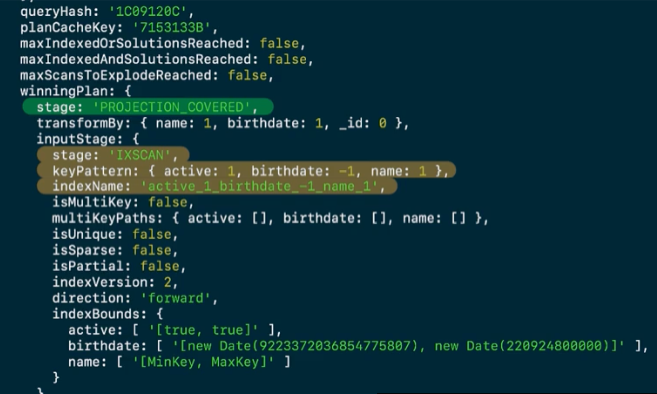 queryHash: '1C09120C',
planCacheKey: '7153133B',
maxIndexedOrSolutionsReached: false,
maxIndexedAndSolutionsReached: false,
maxScansToExplodeReached: false,
winningPlan: {
stage: 'PROJECTION_COVERED',
transformBy: { name: 1, birthdate: 1, _id: 0 },
inputStage: {
stage: 'IXSCAN',
keyPattern: { active: 1, birthdate: -1, name: 1 },
indexName: 'active_1_birthdate_-1_name_1',
isMultiKey: false,
multiKeyPaths: { active: [], birthdate: [], name: [] },
isUnique: false,
isSparse: false,
isPartial: false,
indexVersion: 2,
direction: 'forward',
indexBounds: {
active: [ '[true, true]' ],
birthdate: [ '[new Date(9223372036854775807), new Date(220924800000)]' ],
name: [ '[MinKey, MaxKey]' ]
}
}